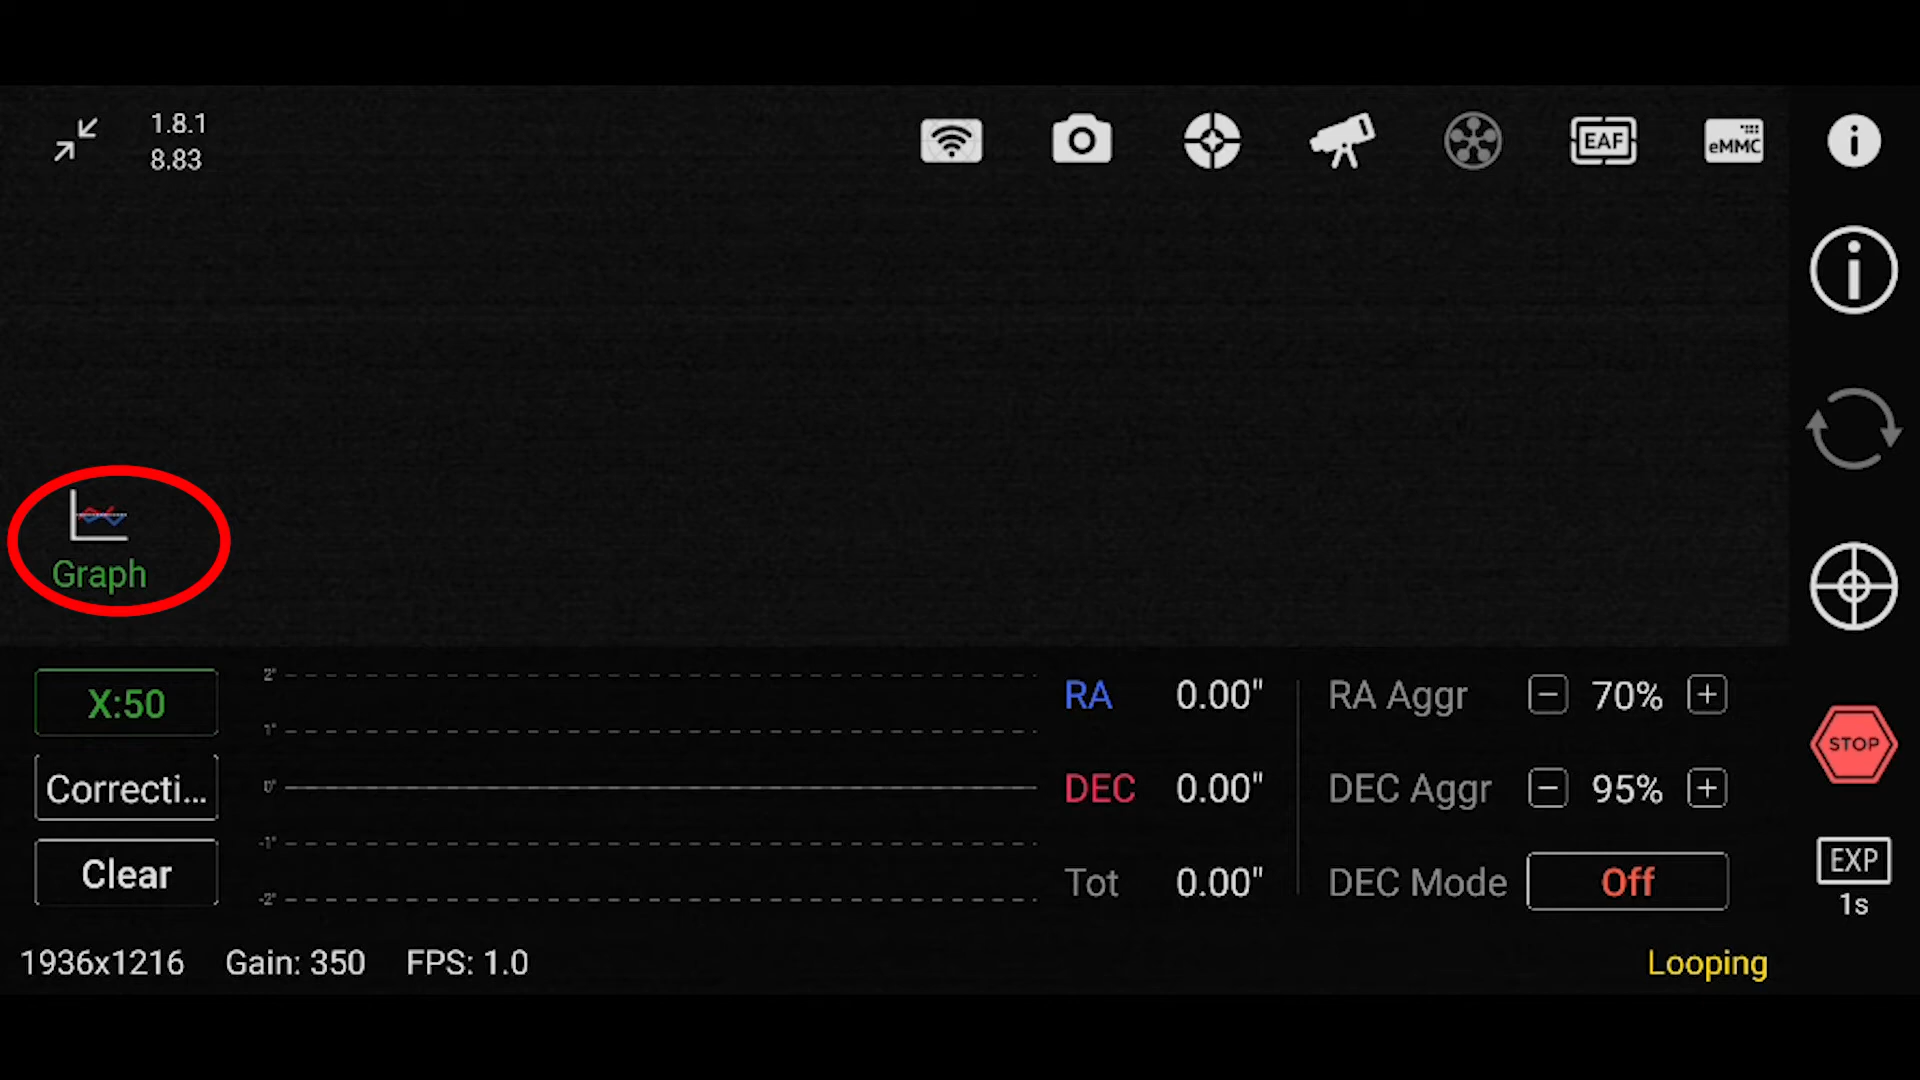 1.8.1
8.83
EAF
eMMC
Graph
X:50
Correcti...
Clear
2"
1"
0"
-1"
-2"
RA 0.00"
DEC 0.00"
Tot 0.00"
RA Aggr − 70% +
DEC Aggr − 95% +
DEC Mode Off
STOP
EXP
1s
1936x1216 Gain: 350 FPS: 1.0
Looping